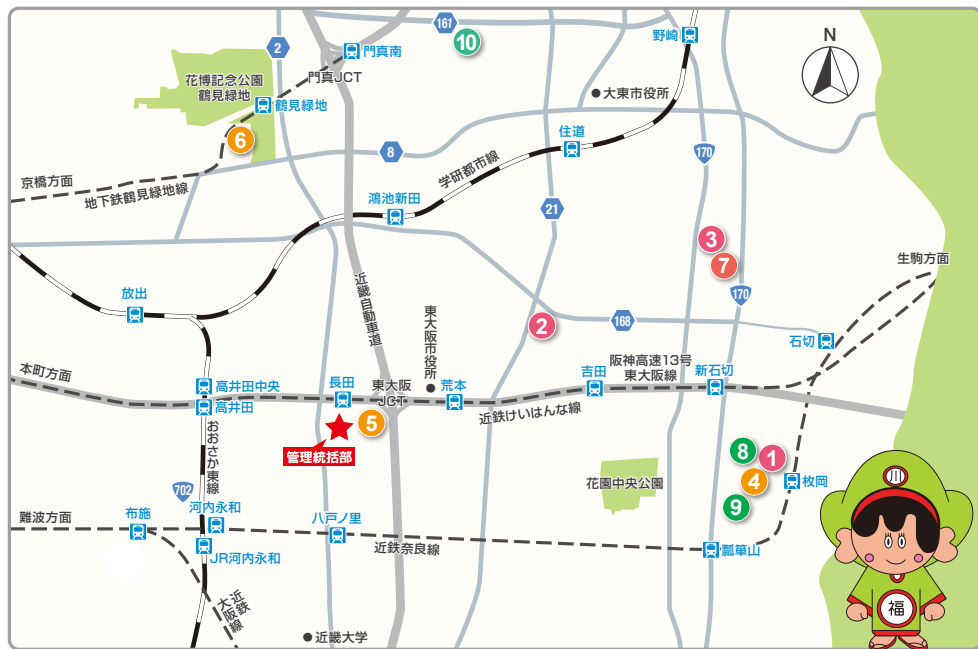 161
10
野崎
N
2
門真南
門真JCT
花博記念公園
鶴見緑地
鶴見緑地
大東市役所
6
8
住道
170
京橋方面
地下鉄鶴見緑地線
学研都市線
鴻池新田
21
3
7
生駒方面
170
放出
近畿自動車道
東大阪市役所
2
168
石切
本町方面
高井田中央
高井田
長田
東大阪
JCT
荒本
吉田
阪神高速13号
東大阪線
新石切
近鉄けいはんな線
5
管理統括部
おおさか東線
8
1
4
9
枚岡
花園中央公園
川
702
難波方面
布施
河内永和
JR河内永和
八戸ノ里
近鉄奈良線
瓢箪山
近鉄
大阪線
近畿大学
福